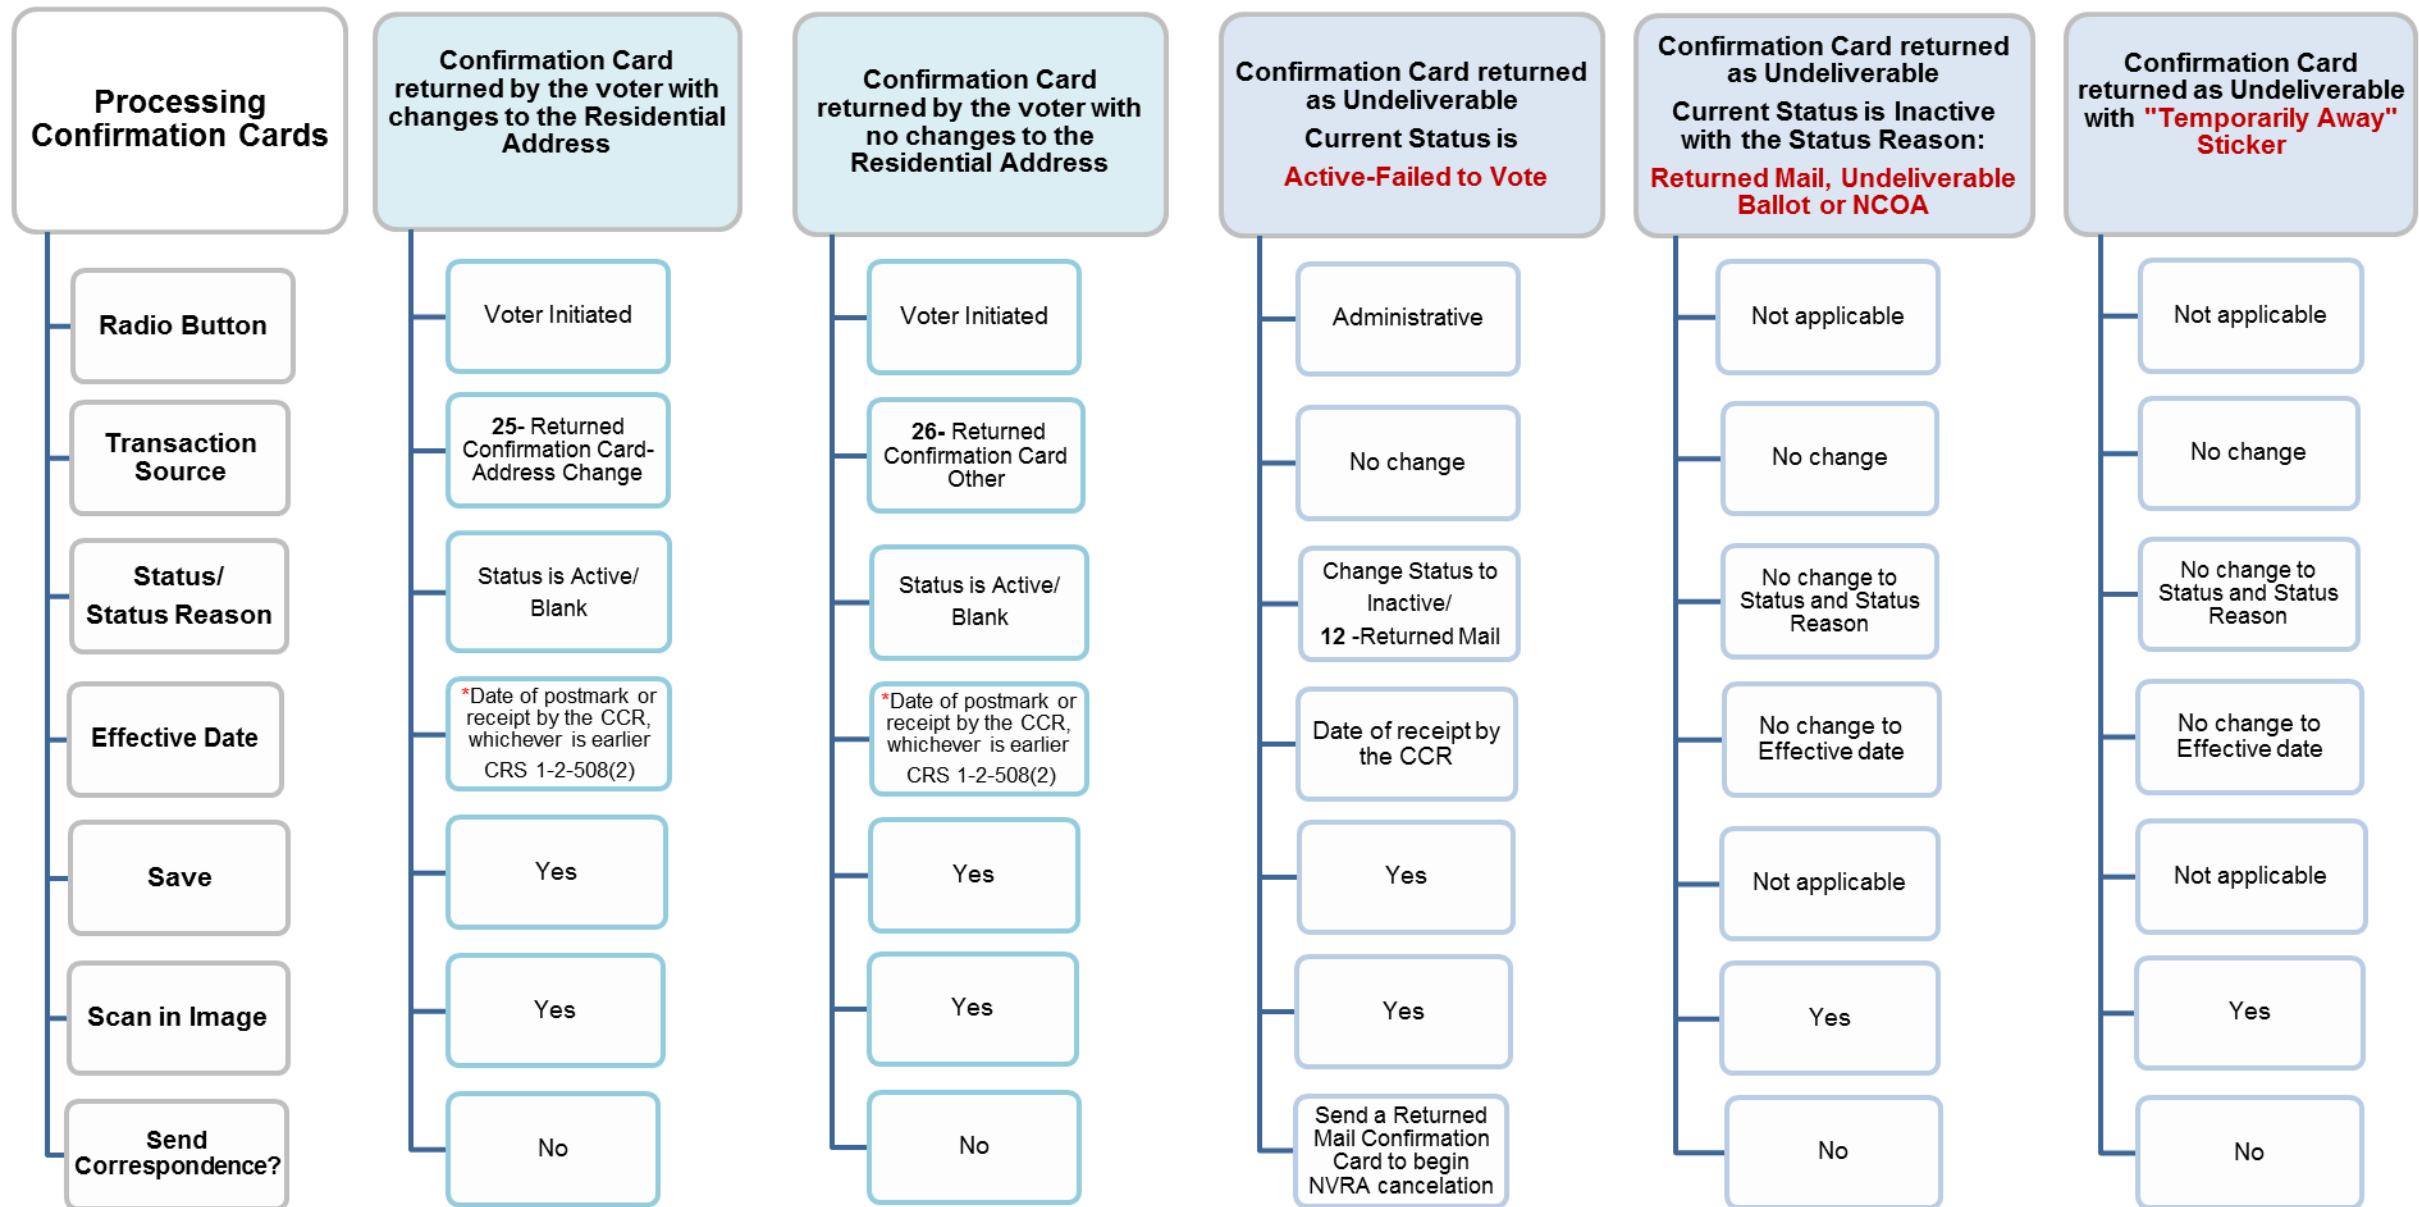 Processing
Confirmation Cards
Radio Button
Transaction
Source
Status/
Status Reason
Effective Date
Save
Scan in Image
Send
Correspondence?
Confirmation Card
returned by the voter with
changes to the Residential
Address
Voter Initiated
25- Returned
Confirmation Card-
Address Change
Status is Active/
Blank
*Date of postmark or
receipt by the CCR,
whichever is earlier
CRS 1-2-508(2)
Yes
Yes
No
Confirmation Card
returned by the voter with
no changes to the
Residential Address
Voter Initiated
26- Returned
Confirmation Card
Other
Status is Active/
Blank
*Date of postmark or
receipt by the CCR,
whichever is earlier
CRS 1-2-508(2)
Yes
Yes
No
Confirmation Card returned
as Undeliverable
Current Status is
Active-Failed to Vote
Administrative
No change
Change Status to
Inactive/
12 -Returned Mail
Date of receipt by
the CCR
Yes
Yes
Send a Returned
Mail Confirmation
Card to begin
NVRA cancelation
Confirmation Card returned
as Undeliverable
Current Status is Inactive
with the Status Reason:
Returned Mail, Undeliverable
Ballot or NCOA
Not applicable
No change
No change to
Status and Status
Reason
No change to
Effective date
Not applicable
Yes
No
Confirmation Card
returned as Undeliverable
with "Temporarily Away"
Sticker
Not applicable
No change
No change to
Status and Status
Reason
No change to
Effective date
Not applicable
Yes
No